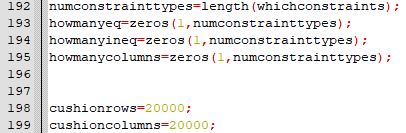 192 numconstrainttypes=length(whichconstraints);
193 howmanyeq=zeros(1,numconstrainttypes);
194 howmanyineq=zeros(1,numconstrainttypes);
195 howmanycolumns=zeros(1,numconstrainttypes);
196
197
198 cushionrows=20000;
199 cushioncolumns=20000;